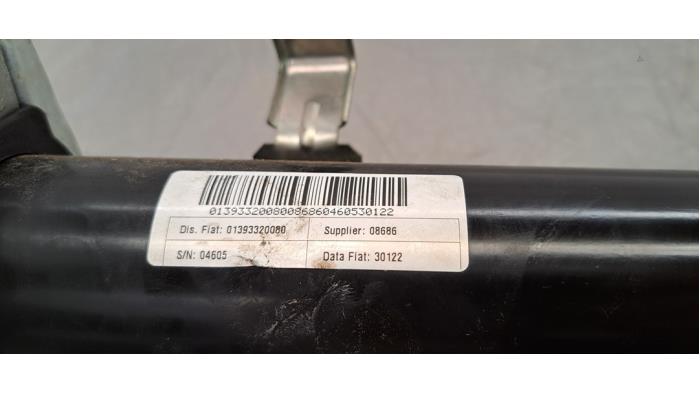 01393320080086860460530122
Dis. Fiat: 01393320080 Supplier: 08686
S/N: 04605 Data Fiat: 30122